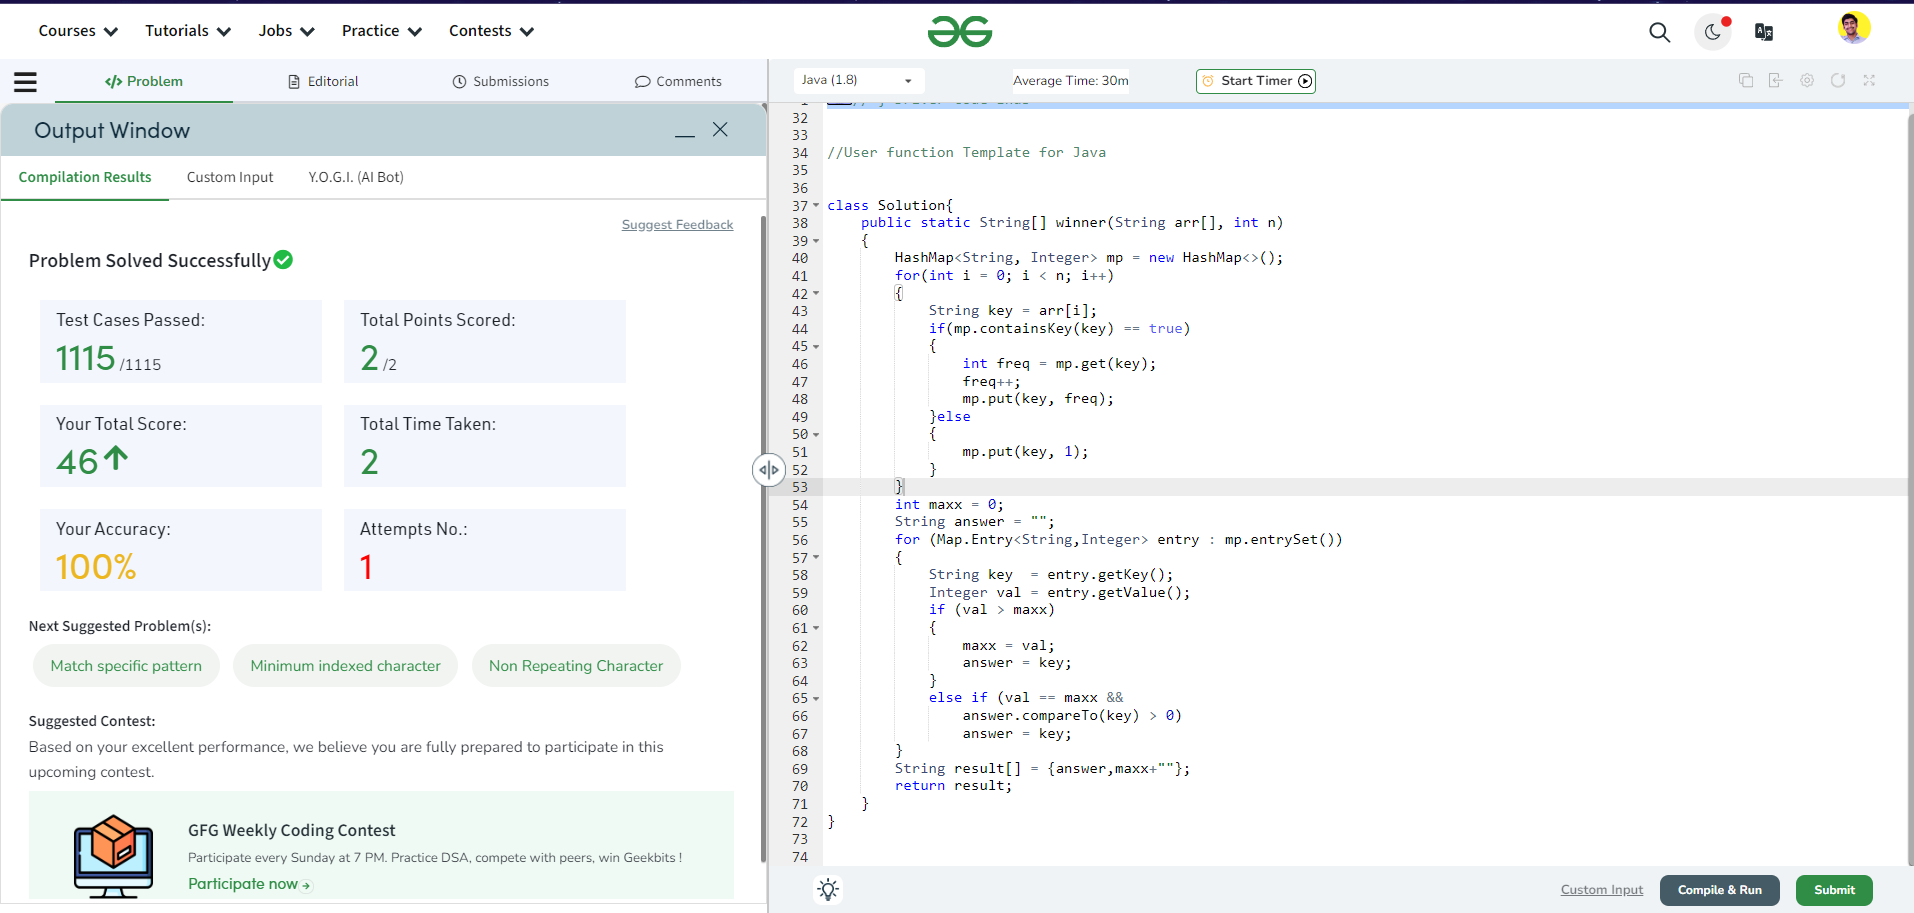 Courses
Tutorials
Jobs
Practice
Contests
</> Problem
Editorial
Submissions
Comments
Java (1.8)
Average Time: 30m
Start Timer
Output Window
Compilation Results
Custom Input
Y.O.G.I. (AI Bot)
Suggest Feedback
Problem Solved Successfully
Test Cases Passed:
1115 /1115
Total Points Scored:
2 /2
Your Total Score:
46
Total Time Taken:
2
Your Accuracy:
100%
Attempts No.:
1
Next Suggested Problem(s):
Match specific pattern
Minimum indexed character
Non Repeating Character
Suggested Contest:
Based on your excellent performance, we believe you are fully prepared to participate in this
upcoming contest.
GFG Weekly Coding Contest
Participate every Sunday at 7 PM. Practice DSA, compete with peers, win Geekbits !
Participate now
32
33
34 //User function Template for Java
35
36
37 class Solution{
38 public static String[] winner(String arr[], int n)
39 {
40 HashMap<String, Integer> mp = new HashMap<>();
41 for(int i = 0; i < n; i++)
42 {
43 String key = arr[i];
44 if(mp.containsKey(key) == true)
45 {
46 int freq = mp.get(key);
47 freq++;
48 mp.put(key, freq);
49 }else
50 {
51 mp.put(key, 1);
52 }
53 }
54 int maxx = 0;
55 String answer = "";
56 for (Map.Entry<String,Integer> entry : mp.entrySet())
57 {
58 String key  = entry.getKey();
59 Integer val = entry.getValue();
60 if (val > maxx)
61 {
62 maxx = val;
63 answer = key;
64 }
65 else if (val == maxx &&
66 answer.compareTo(key) > 0)
67 answer = key;
68 }
69 String result[] = {answer,maxx+""};
70 return result;
71 }
72 }
73
74
Custom Input
Compile & Run
Submit